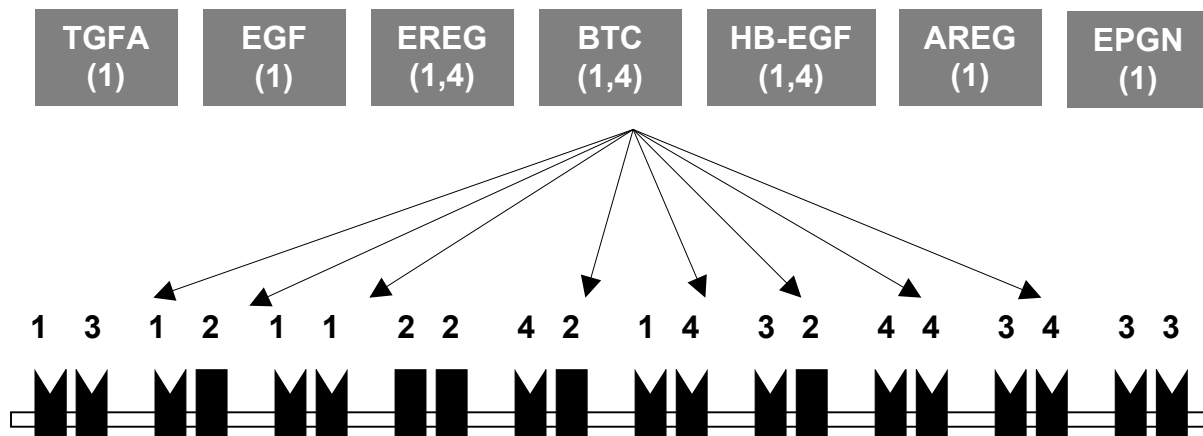 TGFA
(1)
EGF
(1)
EREG
(1,4)
BTC
(1,4)
HB-EGF
(1,4)
AREG
(1)
EPGN
(1)
1 3 1 2 1 1 2 2 4 2 1 4 3 2 4 4 3 4 3 3